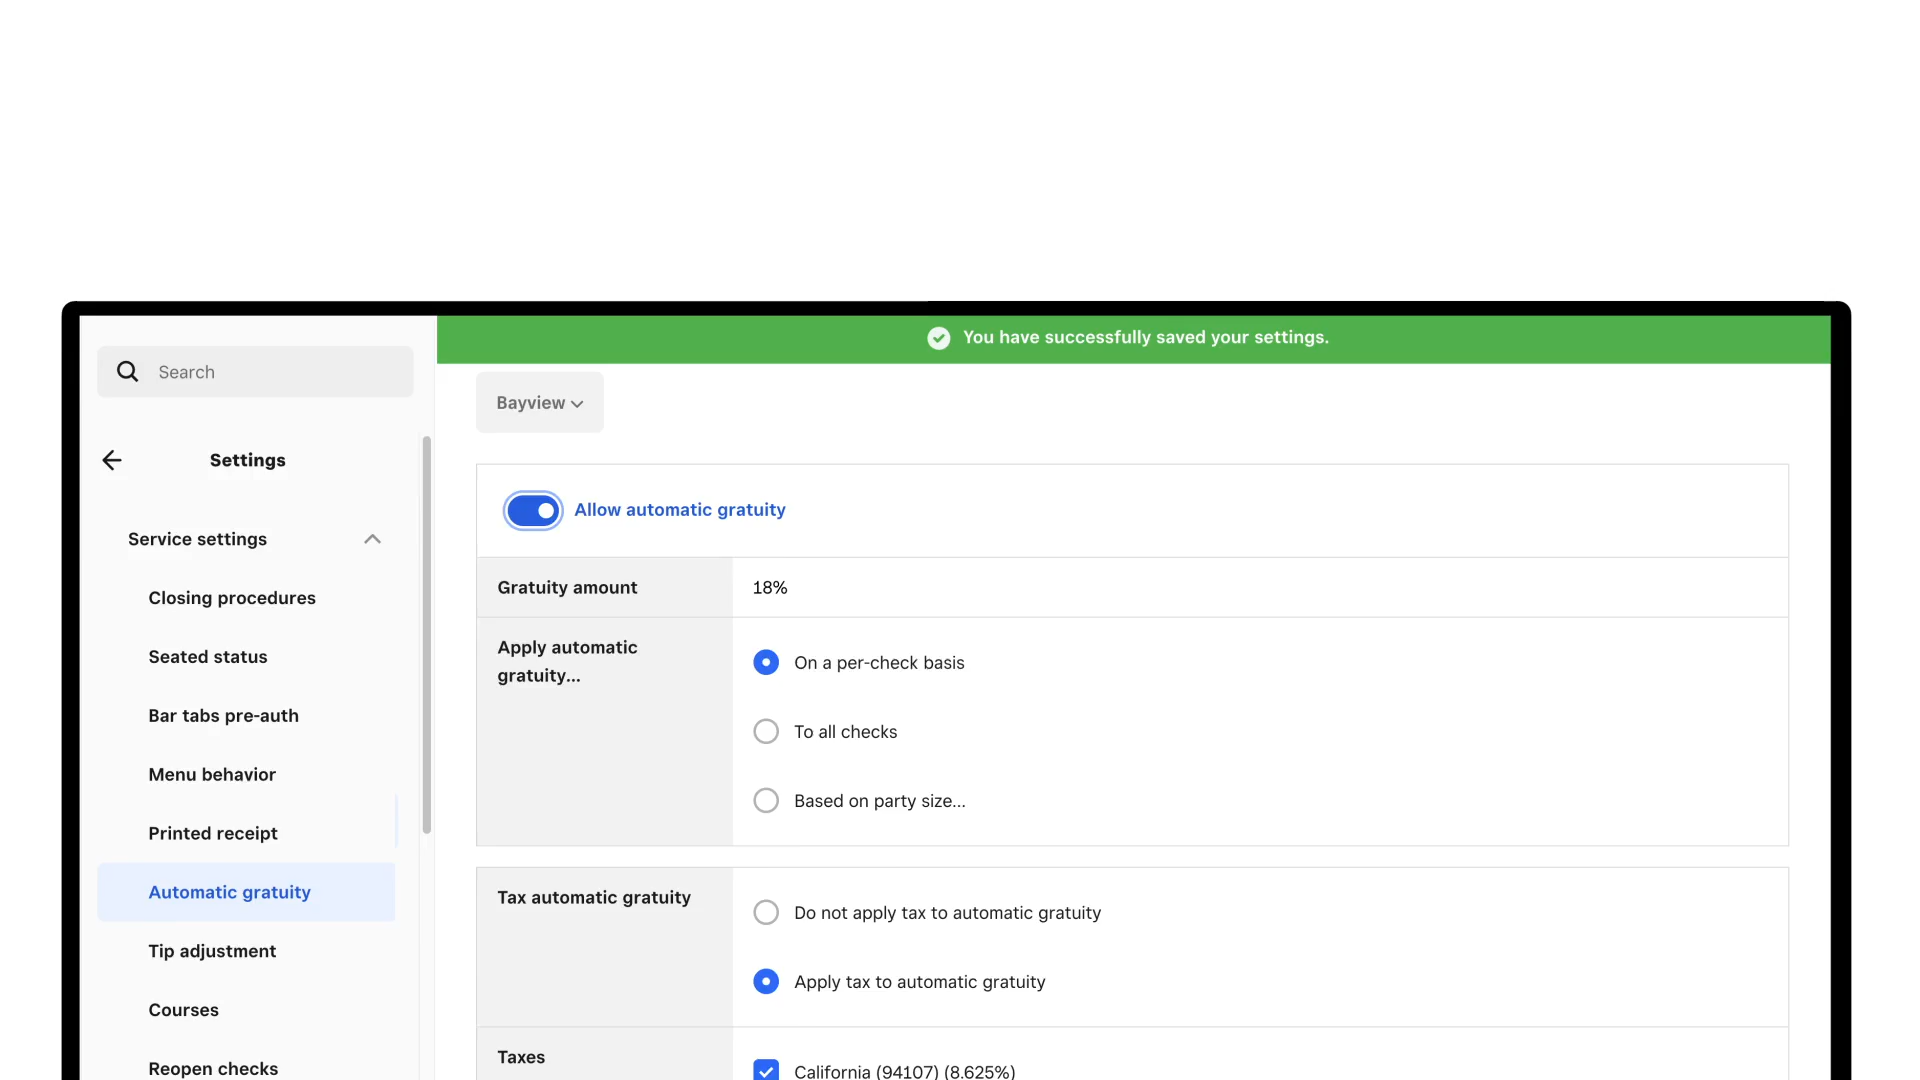 You have successfully saved your settings.
Search
Bayview
Settings
Allow automatic gratuity
Service settings
Closing procedures
Seated status
Bar tabs pre-auth
Menu behavior
Printed receipt
Automatic gratuity
Tip adjustment
Courses
Reopen checks
Gratuity amount
18%
Apply automatic
gratuity...
On a per-check basis
To all checks
Based on party size...
Tax automatic gratuity
Do not apply tax to automatic gratuity
Apply tax to automatic gratuity
Taxes
California (94107) (8.625%)